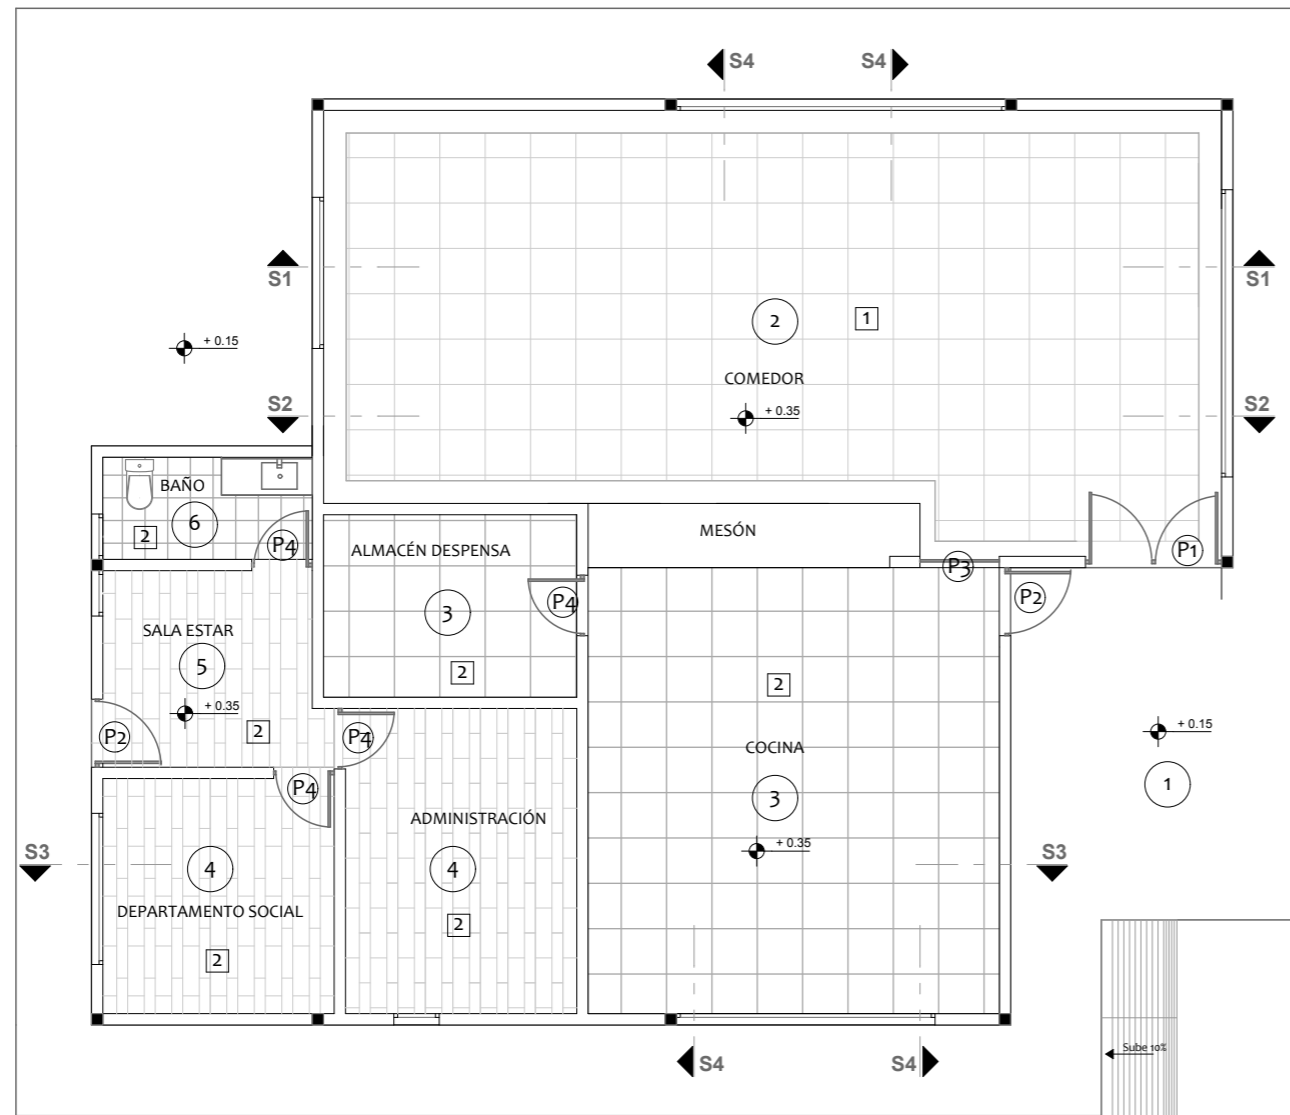 S4 S4
S1 S1
2 1
+ 0.15
COMEDOR
S2 + 0.35 S2
BAÑO
6
2 P4
MESÓN
ALMACÉN DESPENSA
P1
P3
3 P4 P2
SALA ESTAR
5
2 2
+ 0.35
2
+ 0.15
P2 P4
COCINA
1
P4 3
ADMINISTRACIÓN
+ 0.35
S3 4 4 S3
DEPARTAMENTO SOCIAL
2
2
Sube 10%
S4 S4